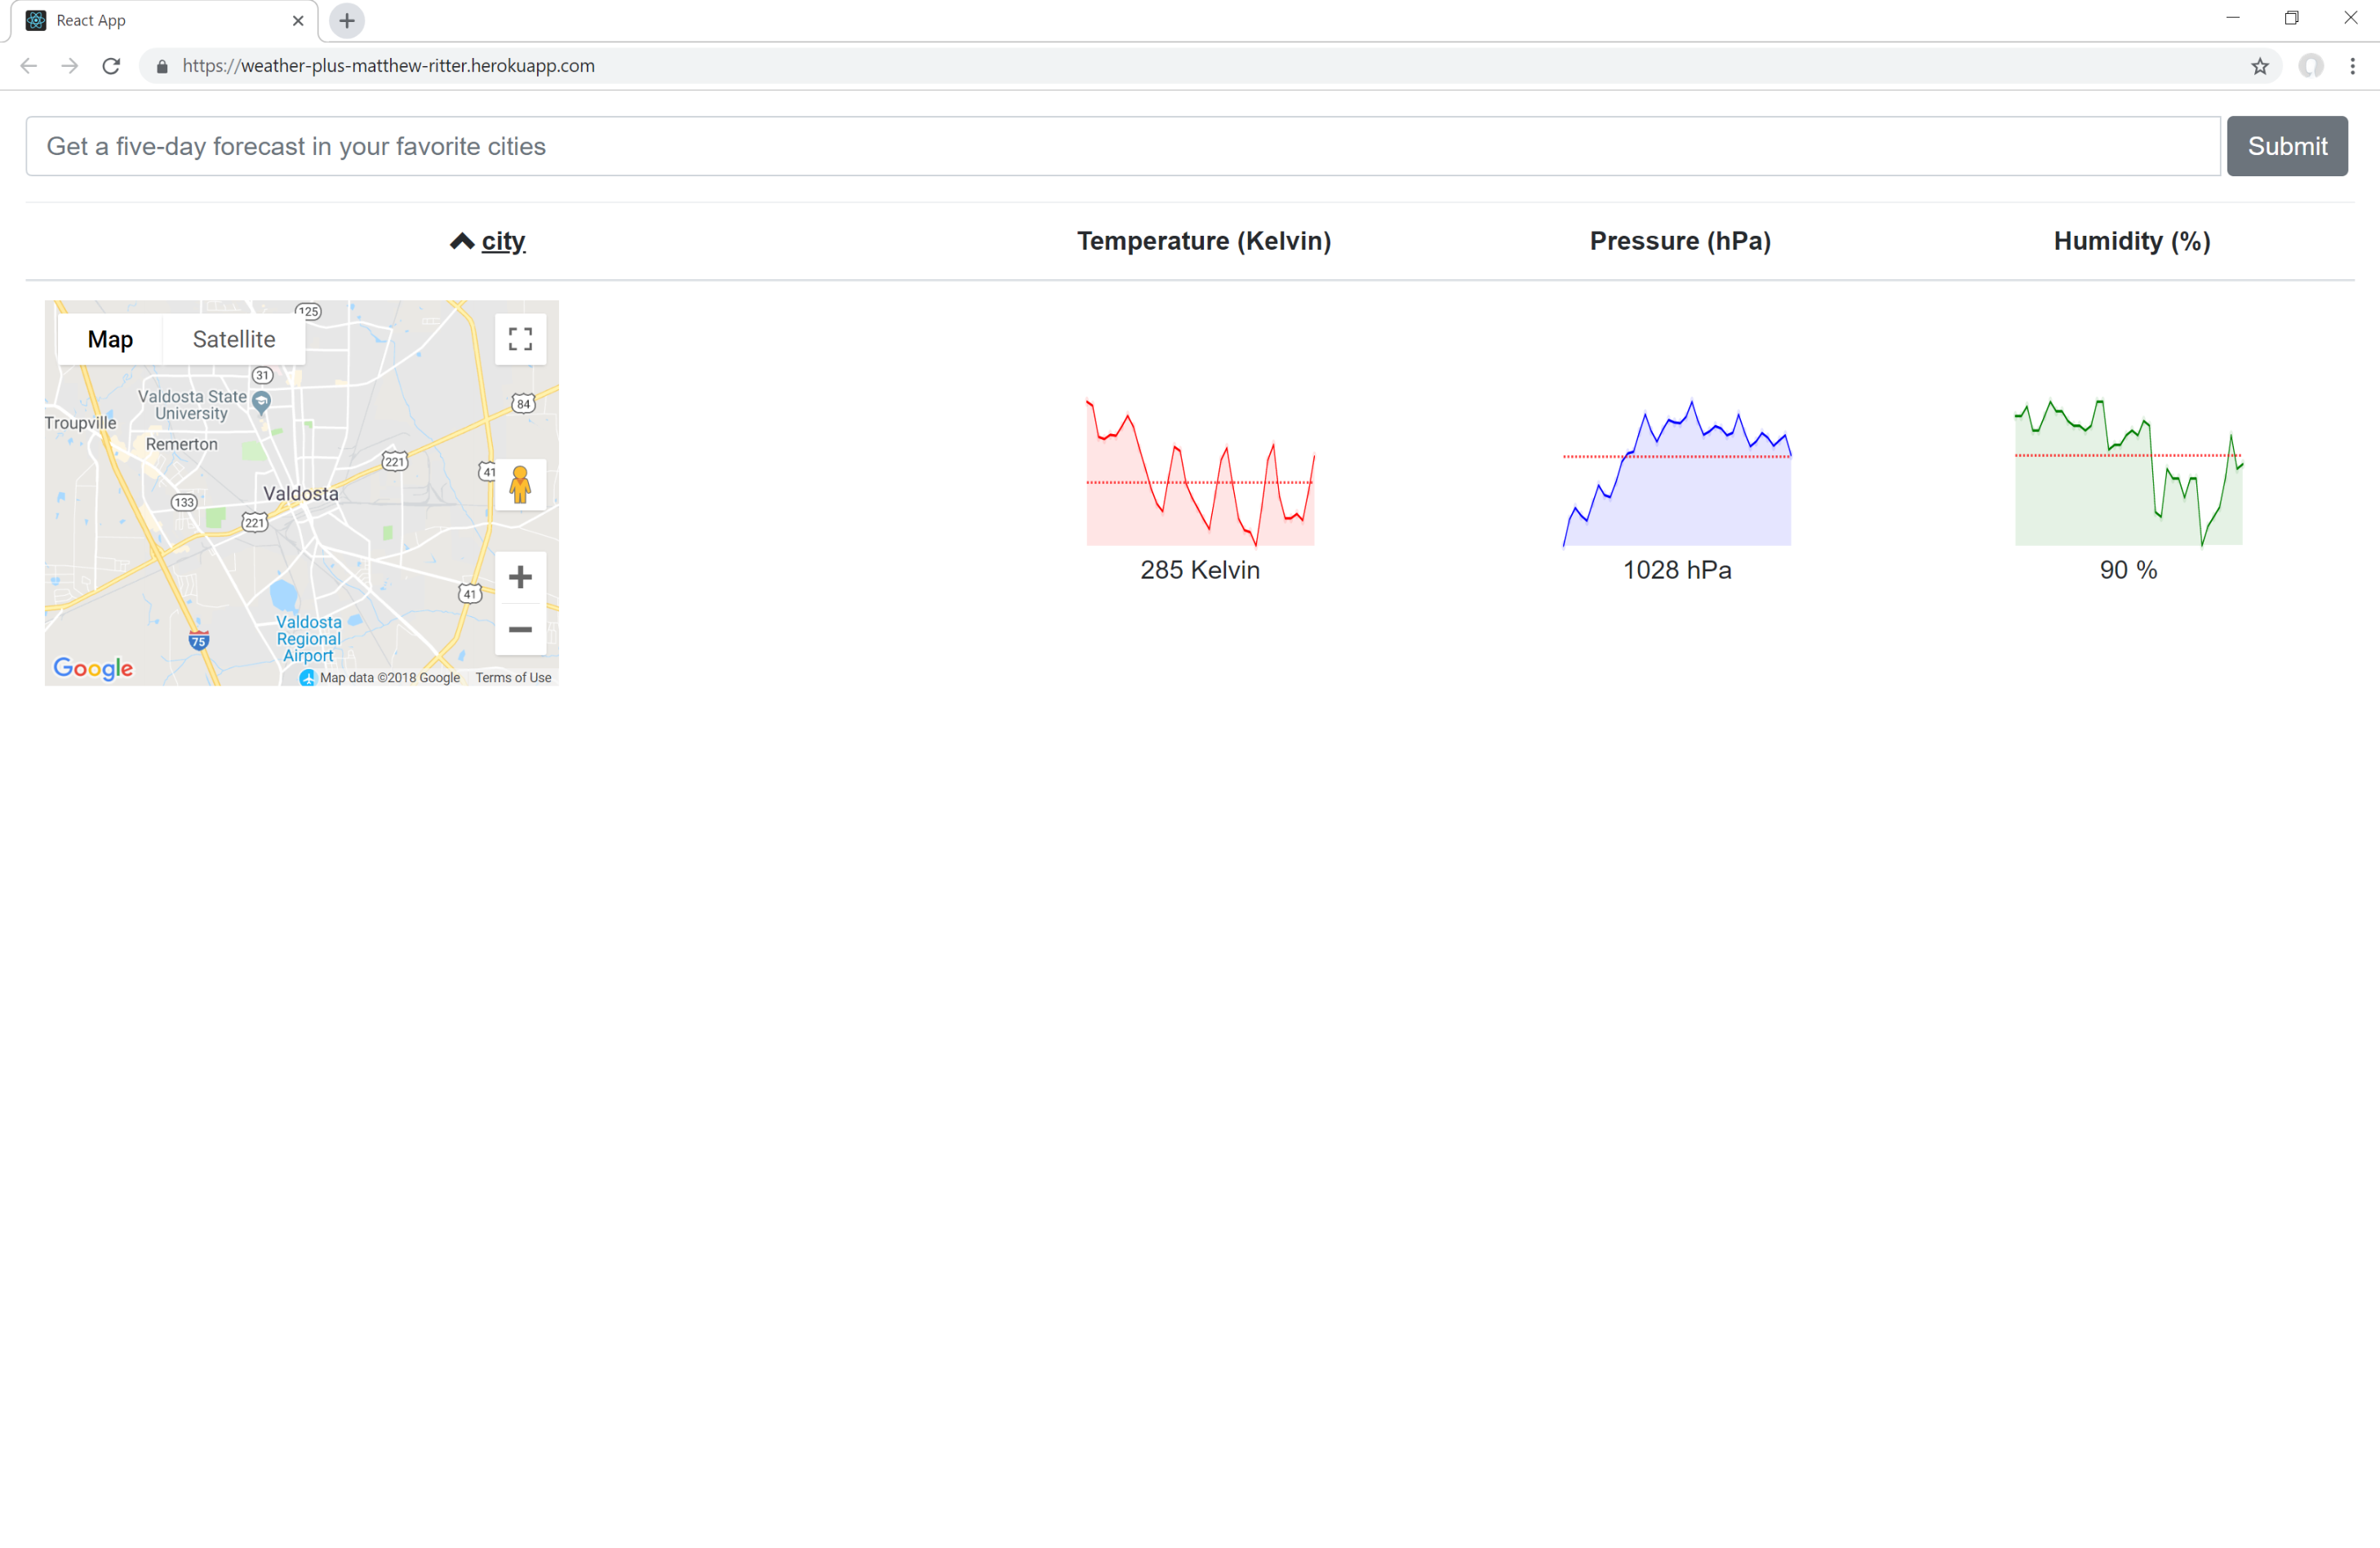 React App
https://weather-plus-matthew-ritter.herokuapp.com
Get a five-day forecast in your favorite cities
Submit
city
Temperature (Kelvin)
Pressure (hPa)
Humidity (%)
125
Map
Satellite
31
Valdosta State
University
84
Troupville
Remerton
221
41
133
Valdosta
221
285 Kelvin
1028 hPa
90 %
41
Valdosta
Regional
Airport
75
Google
Map data ©2018 Google
Terms of Use